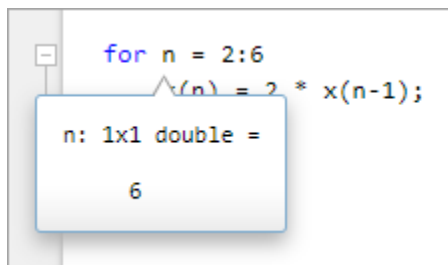 for n = 2:6
(n) = 2 * x(n-1);
n: 1x1 double =
6